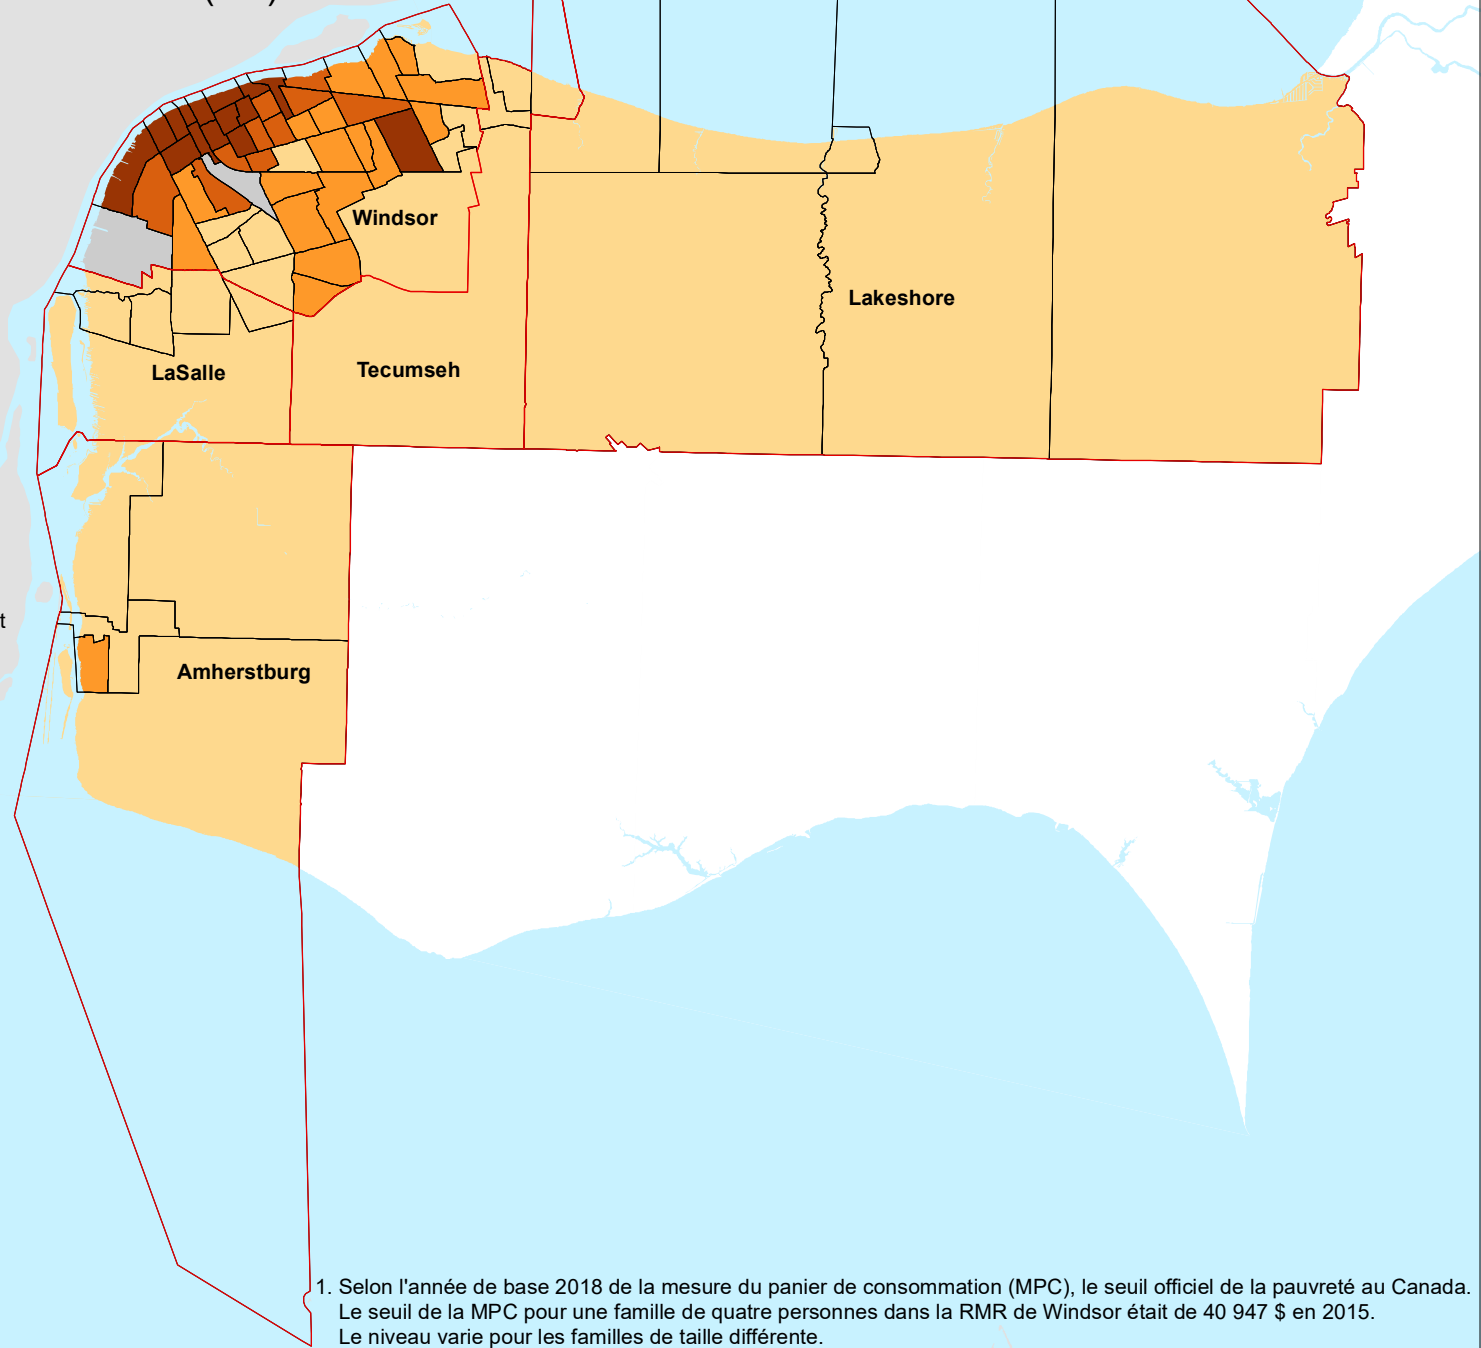 Windsor
Lakeshore
LaSalle
Tecumseh
t
Amherstburg
1. Selon l'année de base 2018 de la mesure du panier de consommation (MPC), le seuil officiel de la pauvreté au Canada.
Le seuil de la MPC pour une famille de quatre personnes dans la RMR de Windsor était de 40 947 $ en 2015.
Le niveau varie pour les familles de taille différente.